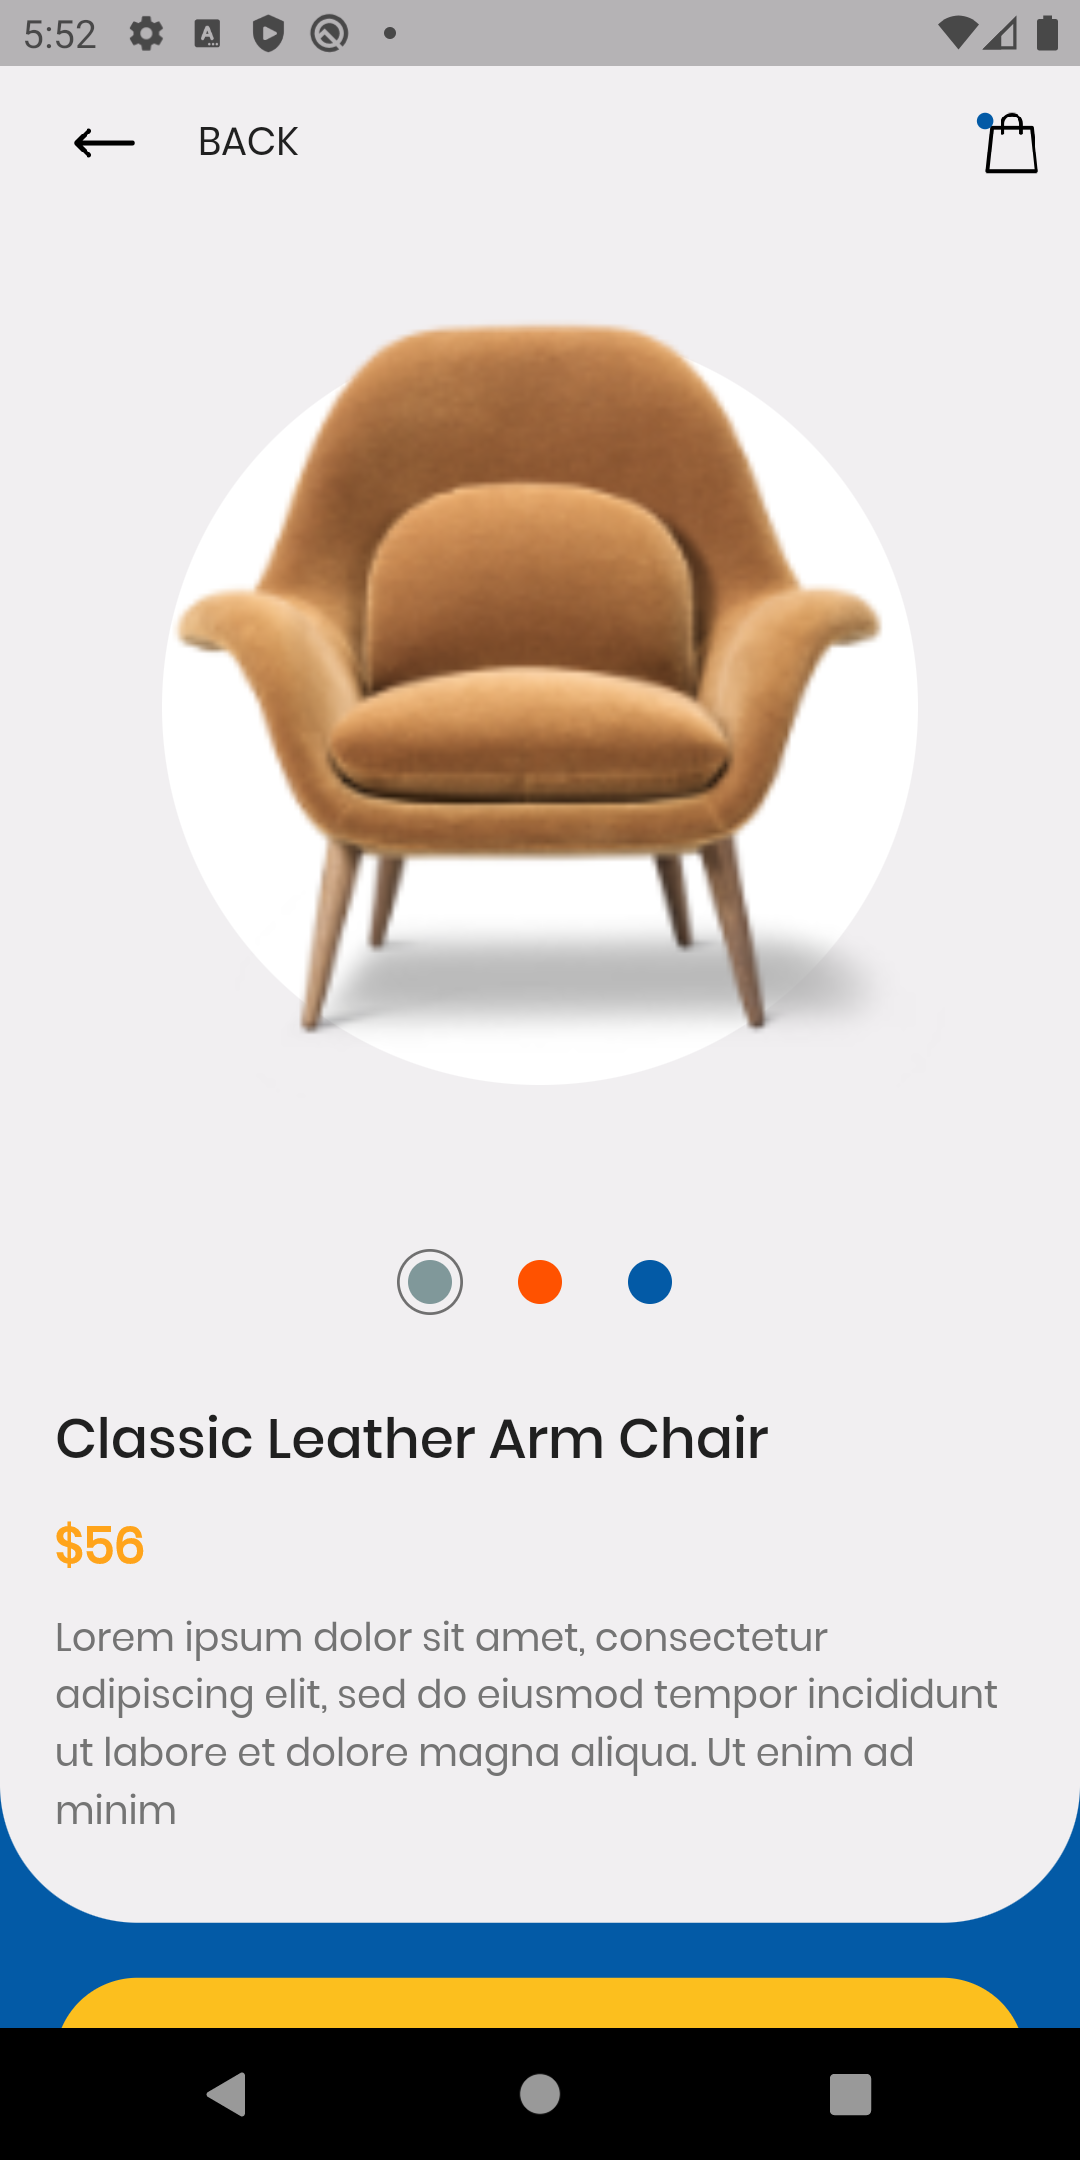 5:52
BACK
Classic Leather Arm Chair
$56
Lorem ipsum dolor sit amet, consectetur
adipiscing elit, sed do eiusmod tempor incididunt
ut labore et dolore magna aliqua. Ut enim ad
minim